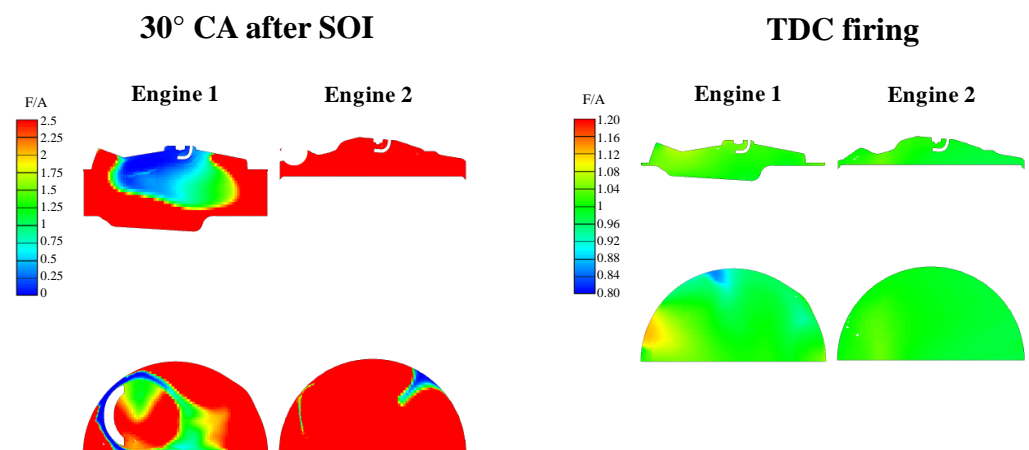 30° CA after SOI
TDC firing
Engine 1
Engine 2
Engine 1
Engine 2
F/A
2.5
2.5
2.25
2
1.75
1.5
1.25
1
0.75
0.5
0.25
0
F/A
1.20
1.16
1.12
1.08
1.04
1
0.96
0.92
0.88
0.84
0.80